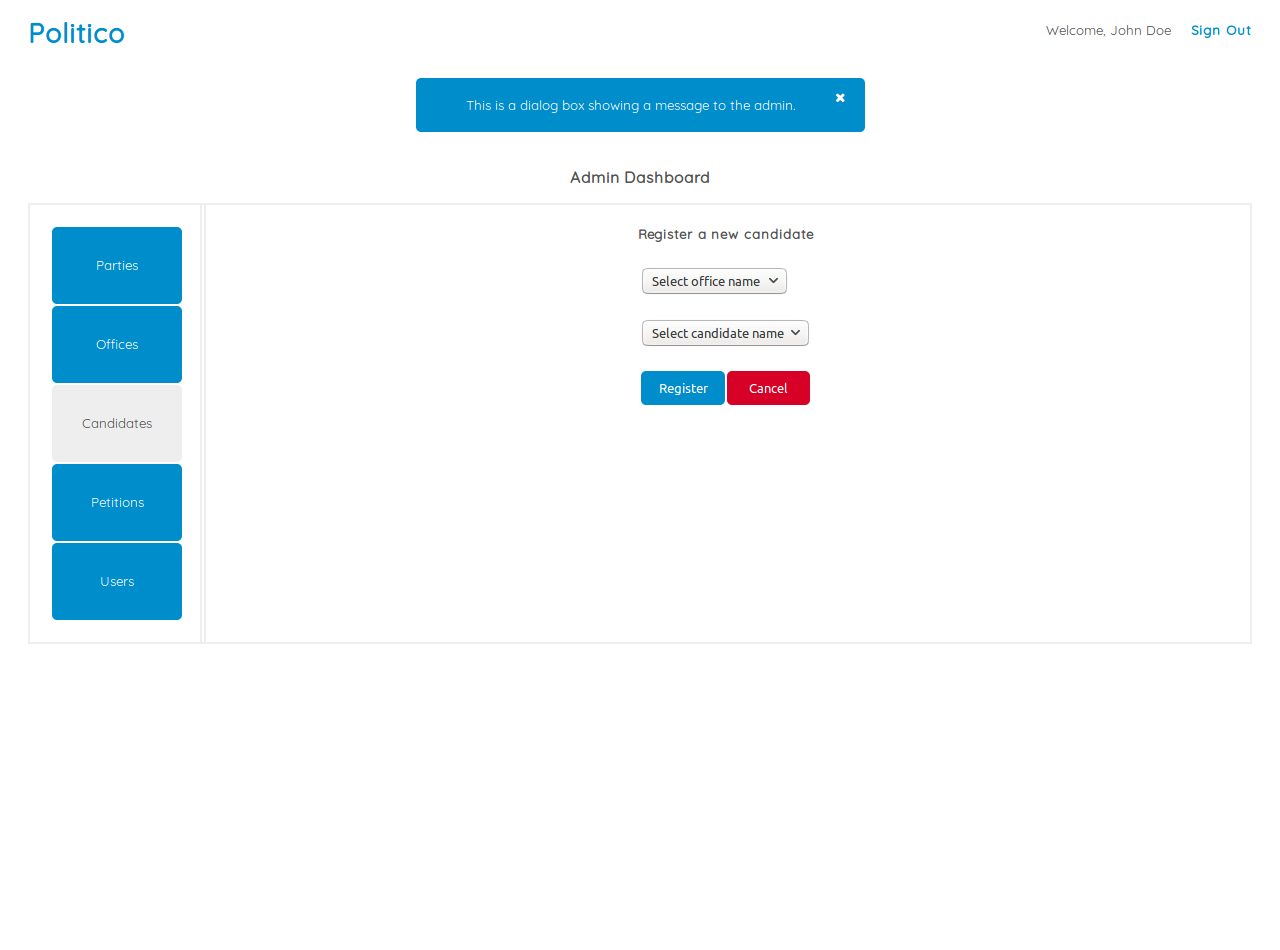 Politico
Welcome, John Doe Sign Out
This is a dialog box showing a message to the admin.
Admin Dashboard
Parties
Offices
Candidates
Petitions
Users
Register a new candidate
Select office name
Select candidate name
Register Cancel